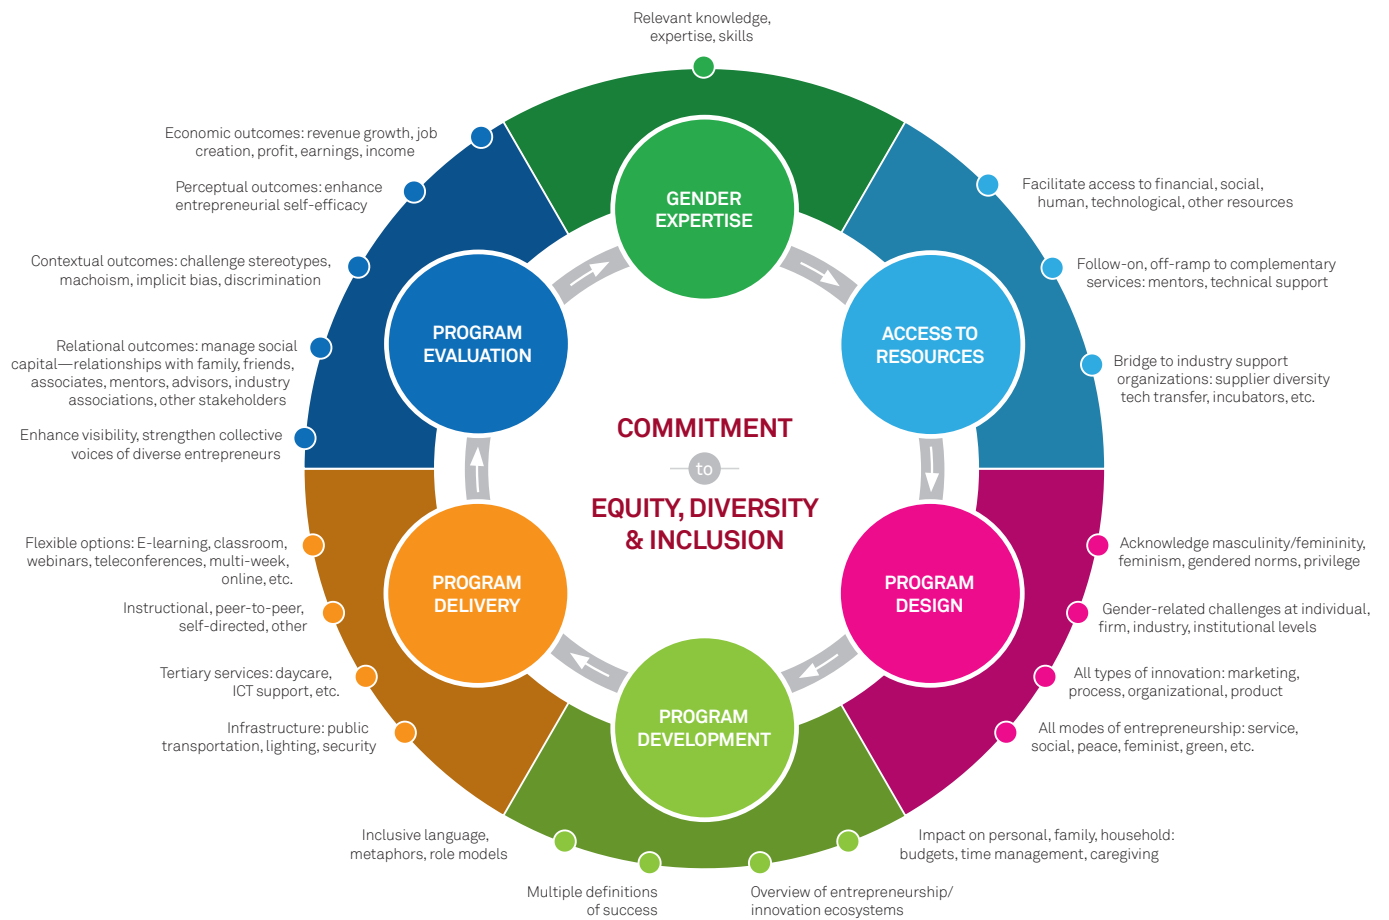 Relevant knowledge,
expertise, skills
GENDER
EXPERTISE
Facilitate access to financial, social,
human, technological, other resources
Follow-on, off-ramp to complementary
services: mentors, technical support
Bridge to industry support
organizations: supplier diversity
tech transfer, incubators, etc.
ACCESS TO
RESOURCES
Acknowledge masculinity/femininity,
feminism, gendered norms, privilege
Gender-related challenges at individual,
firm, industry, institutional levels
All types of innovation: marketing,
process, organizational, product
All modes of entrepreneurship: service,
social, peace, feminist, green, etc.
PROGRAM
DESIGN
Impact on personal, family, household:
budgets, time management, caregiving
Overview of entrepreneurship/
innovation ecosystems
Multiple definitions
of success
Inclusive language,
metaphors, role models
PROGRAM
DEVELOPMENT
Infrastructure: public
transportation, lighting, security
Tertiary services: daycare,
ICT support, etc.
Instructional, peer-to-peer,
self-directed, other
Flexible options: E-learning, classroom,
webinars, teleconferences, multi-week,
online, etc.
PROGRAM
DELIVERY
Enhance visibility, strengthen collective
voices of diverse entrepreneurs
Relational outcomes: manage social
capital—relationships with family, friends,
associates, mentors, advisors, industry
associations, other stakeholders
Contextual outcomes: challenge stereotypes,
machoism, implicit bias, discrimination
Perceptual outcomes: enhance
entrepreneurial self-efficacy
Economic outcomes: revenue growth, job
creation, profit, earnings, income
PROGRAM
EVALUATION
COMMITMENT
to
EQUITY, DIVERSITY
& INCLUSION